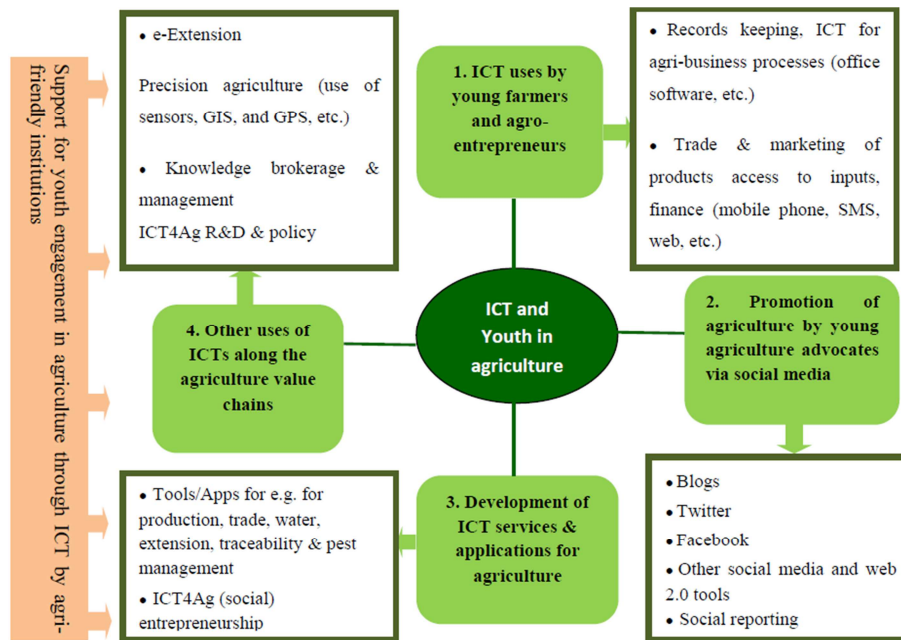 Support for youth engagement in agriculture through ICT by agri-
friendly institutions
• e-Extension
Precision agriculture (use of
sensors, GIS, and GPS, etc.)
• Knowledge brokerage &
management
ICT4Ag R&D & policy
1. ICT uses by
young farmers
and agro-
entrepreneurs
• Records keeping, ICT for
agri-business processes (office
software, etc.)
• Trade & marketing of
products access to inputs,
finance (mobile phone, SMS,
web, etc.)
4. Other uses of
ICTs along the
agriculture value
chains
ICT and
Youth in
agriculture
2. Promotion of
agriculture by young
agriculture advocates
via social media
• Tools/Apps for e.g. for
production, trade, water,
extension, traceability & pest
management
• ICT4Ag (social)
entrepreneurship
3. Development of
ICT services &
applications for
agriculture
• Blogs
• Twitter
• Facebook
• Other social media and web
2.0 tools
• Social reporting